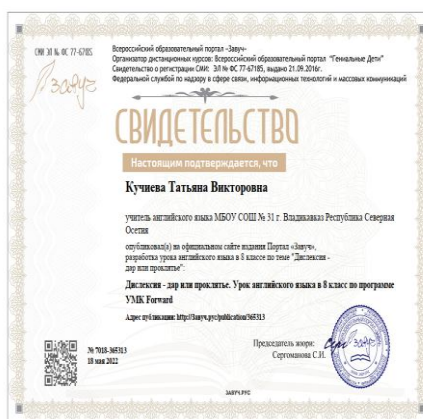 СМИ ЭЛ № ФС 77-67185
Завуч
Всероссийский образовательный портал «Завуч»
Организатор дистанционных курсов: Всероссийский образовательный портал "Гениальные Дети"
Свидетельство о регистрации СМИ: ЭЛ № ФС 77-67185, выдано 21.09.2016г.
Федеральной службой по надзору в сфере связи, информационных технологий и массовых коммуникаций
СВИДЕТЕЛЬСТВО
Настоящим подтверждается, что
Кучиева Татьяна Викторовна
учитель английского языка МБОУ СОШ № 31 г. Владикавказ Республика Северная
Осетия
опубликовал(а) на официальном сайте издания Портал «Завуч»,
разработка урока английского языка в 8 классе по теме "Дислексия -
дар или проклятье":
Дислексия - дар или проклятье. Урок английского языка в 8 класс по программе
УМК Forward
Адрес публикации: http://Завуч.рус/publication/365313
№ 7018-365313
18 мая 2022
Председатель жюри:
Сергоманова С.И.
ЗАВУЧ.РУС